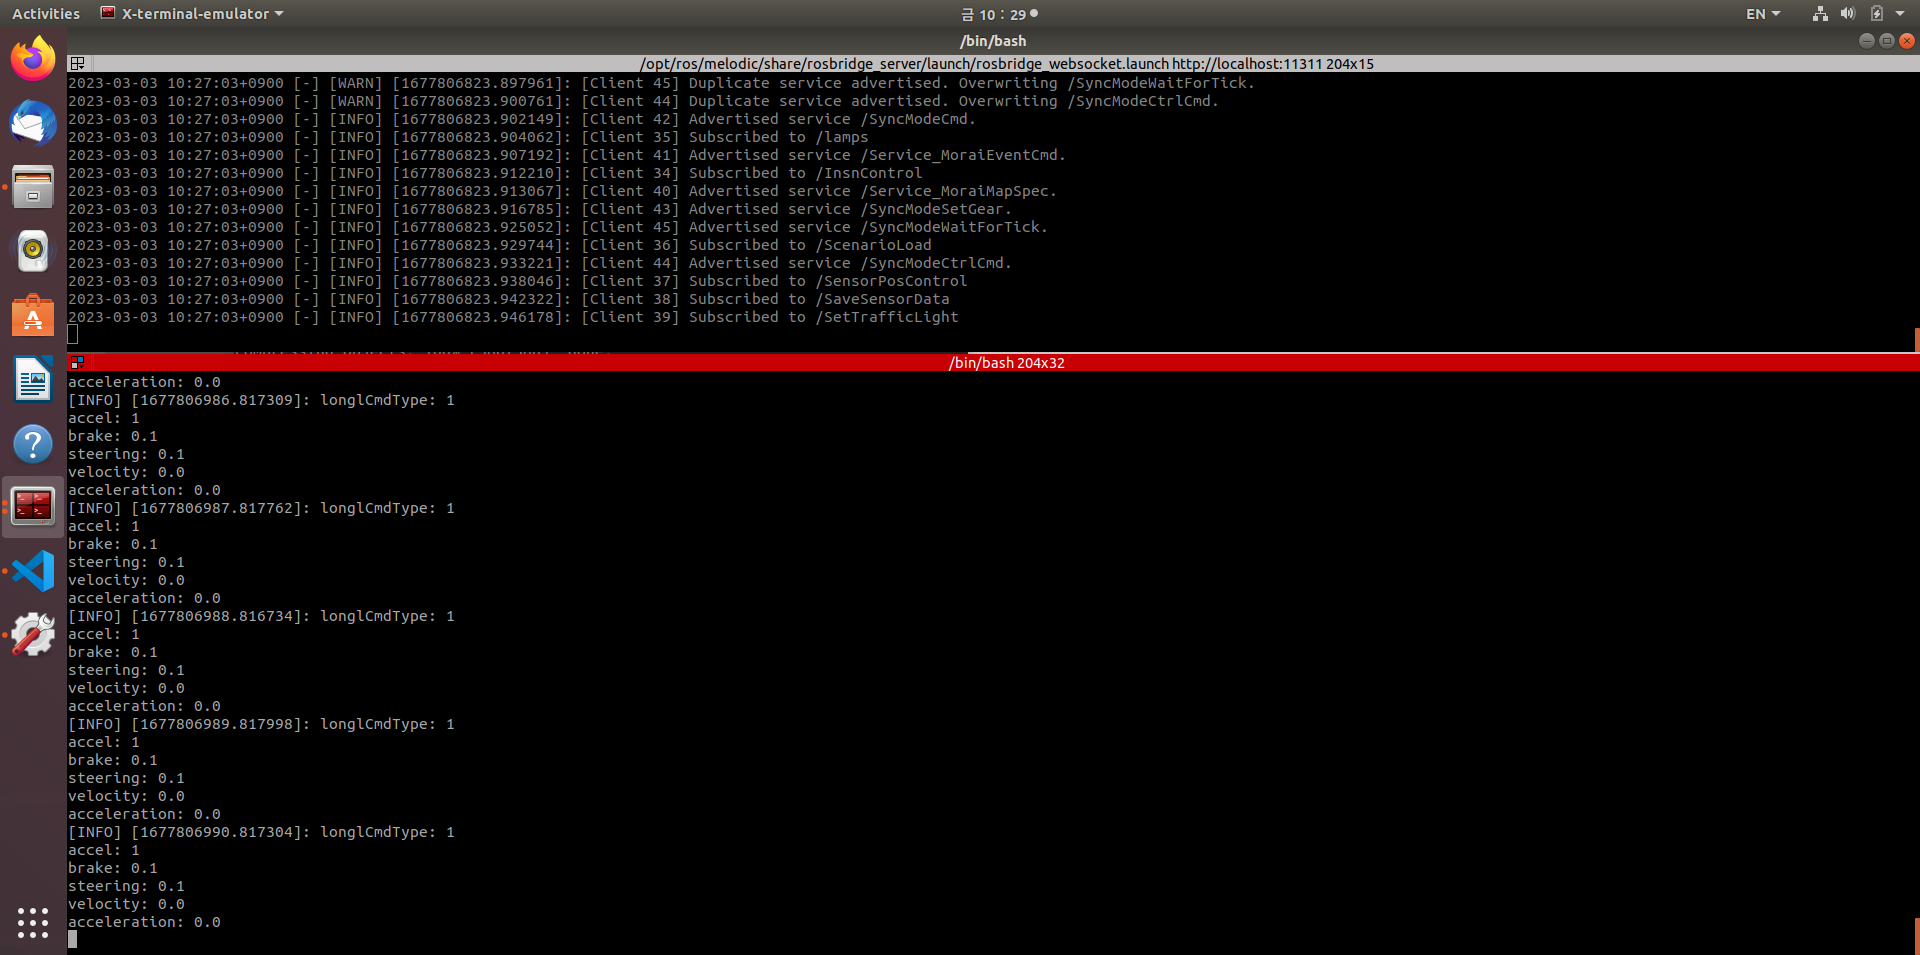 Activities X-terminal-emulator 금 10 : 29 EN
/bin/bash
/opt/ros/melodic/share/rosbridge_server/launch/rosbridge_websocket.launch http://localhost:11311 204x15
2023-03-03 10:27:03+0900 [-] [WARN] [1677806823.897961]: [Client 45] Duplicate service advertised. Overwriting /SyncModeWaitForTick.
2023-03-03 10:27:03+0900 [-] [WARN] [1677806823.900761]: [Client 44] Duplicate service advertised. Overwriting /SyncModeCtrlCmd.
2023-03-03 10:27:03+0900 [-] [INFO] [1677806823.902149]: [Client 42] Advertised service /SyncModeCmd.
2023-03-03 10:27:03+0900 [-] [INFO] [1677806823.904062]: [Client 35] Subscribed to /lamps
2023-03-03 10:27:03+0900 [-] [INFO] [1677806823.907192]: [Client 41] Advertised service /Service_MoraiEventCmd.
2023-03-03 10:27:03+0900 [-] [INFO] [1677806823.912210]: [Client 34] Subscribed to /InsnControl
2023-03-03 10:27:03+0900 [-] [INFO] [1677806823.913067]: [Client 40] Advertised service /Service_MoraiMapSpec.
2023-03-03 10:27:03+0900 [-] [INFO] [1677806823.916785]: [Client 43] Advertised service /SyncModeSetGear.
2023-03-03 10:27:03+0900 [-] [INFO] [1677806823.925052]: [Client 45] Advertised service /SyncModeWaitForTick.
2023-03-03 10:27:03+0900 [-] [INFO] [1677806823.929744]: [Client 36] Subscribed to /ScenarioLoad
2023-03-03 10:27:03+0900 [-] [INFO] [1677806823.933221]: [Client 44] Advertised service /SyncModeCtrlCmd.
2023-03-03 10:27:03+0900 [-] [INFO] [1677806823.938046]: [Client 37] Subscribed to /SensorPosControl
2023-03-03 10:27:03+0900 [-] [INFO] [1677806823.942322]: [Client 38] Subscribed to /SaveSensorData
2023-03-03 10:27:03+0900 [-] [INFO] [1677806823.946178]: [Client 39] Subscribed to /SetTrafficLight
/bin/bash 204x32
acceleration: 0.0
[INFO] [1677806986.817309]: longlCmdType: 1
accel: 1
brake: 0.1
steering: 0.1
velocity: 0.0
acceleration: 0.0
[INFO] [1677806987.817762]: longlCmdType: 1
accel: 1
brake: 0.1
steering: 0.1
velocity: 0.0
acceleration: 0.0
[INFO] [1677806988.816734]: longlCmdType: 1
accel: 1
brake: 0.1
steering: 0.1
velocity: 0.0
acceleration: 0.0
[INFO] [1677806989.817998]: longlCmdType: 1
accel: 1
brake: 0.1
steering: 0.1
velocity: 0.0
acceleration: 0.0
[INFO] [1677806990.817304]: longlCmdType: 1
accel: 1
brake: 0.1
steering: 0.1
velocity: 0.0
acceleration: 0.0